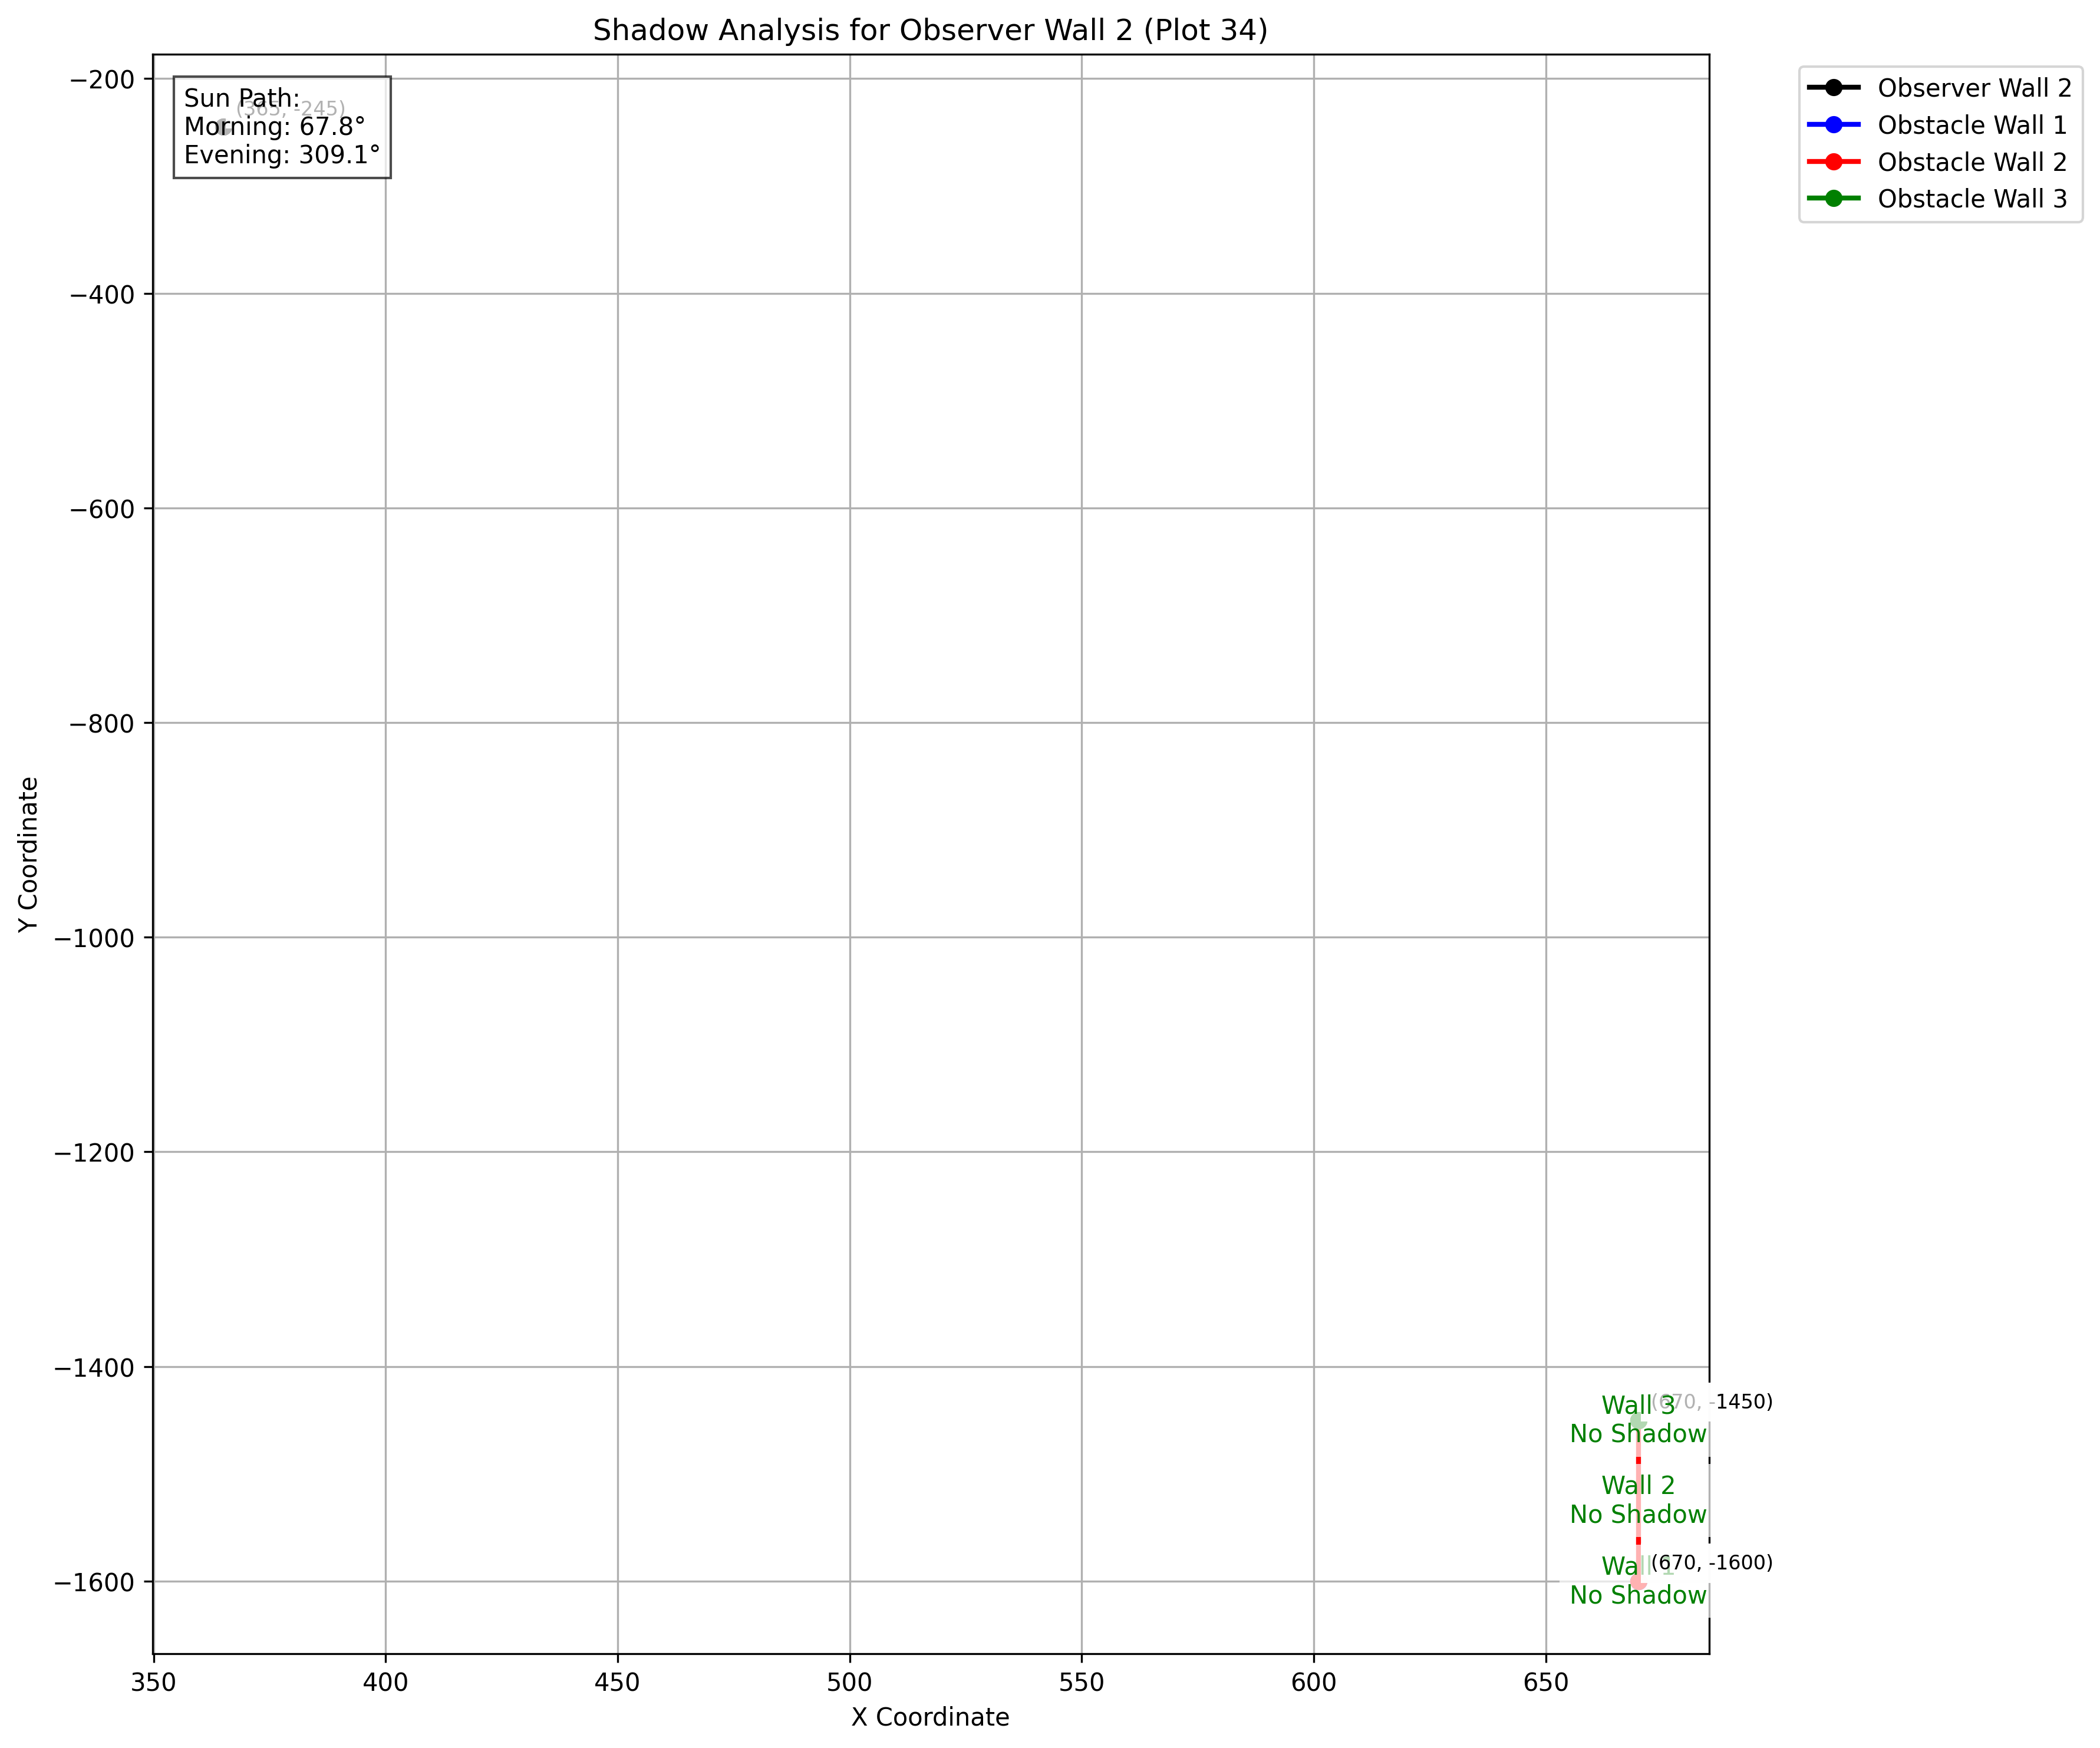 Shadow Analysis for Observer Wall 2 (Plot 34)
Sun Path:
(365, -245)
Morning: 67.8°
Evening: 309.1°
Observer Wall 2
Obstacle Wall 1
Obstacle Wall 2
Obstacle Wall 3
−200
−400
−600
−800
−1000
−1200
−1400
−1600
Y Coordinate
Wall 3
(670, -1450)
No Shadow
Wall 2
No Shadow
Wall 1
(670, -1600)
No Shadow
350
400
450
500
550
600
650
X Coordinate